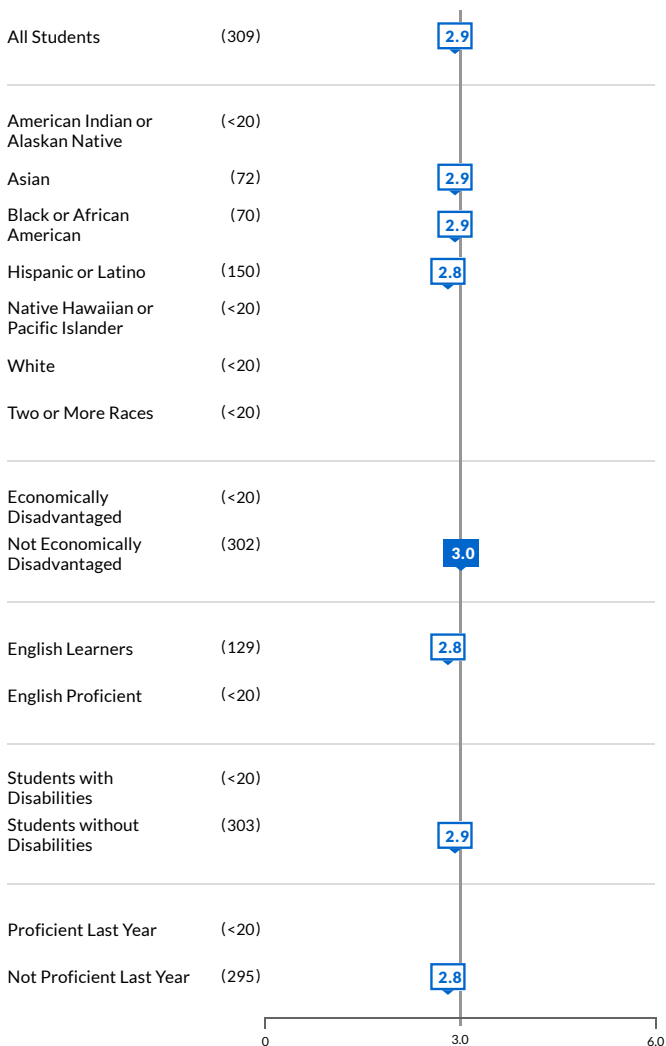 All Students (309) 2.9
American Indian or (<20)
Alaskan Native
Asian (72) 2.9
Black or African (70) 2.9
American
Hispanic or Latino (150) 2.8
Native Hawaiian or (<20)
Pacific Islander
White (<20)
Two or More Races (<20)
Economically (<20)
Disadvantaged
Not Economically (302) 3.0
Disadvantaged
English Learners (129) 2.8
English Proficient (<20)
Students with (<20)
Disabilities
Students without (303) 2.9
Disabilities
Proficient Last Year (<20)
Not Proficient Last Year (295) 2.8
0 3.0 6.0